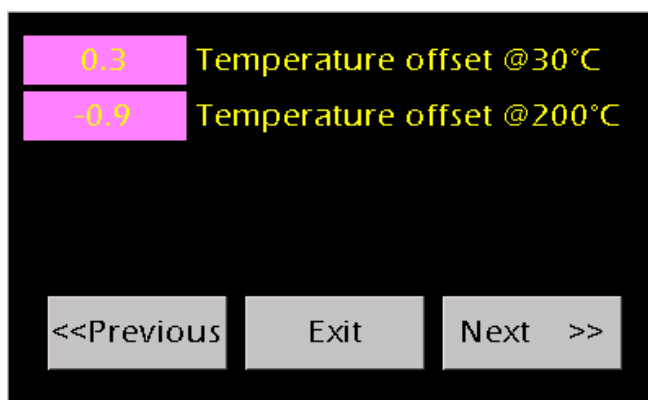 0.3 Temperature offset @30°C
-0.9 Temperature offset @200°C
<<Previous Exit Next >>